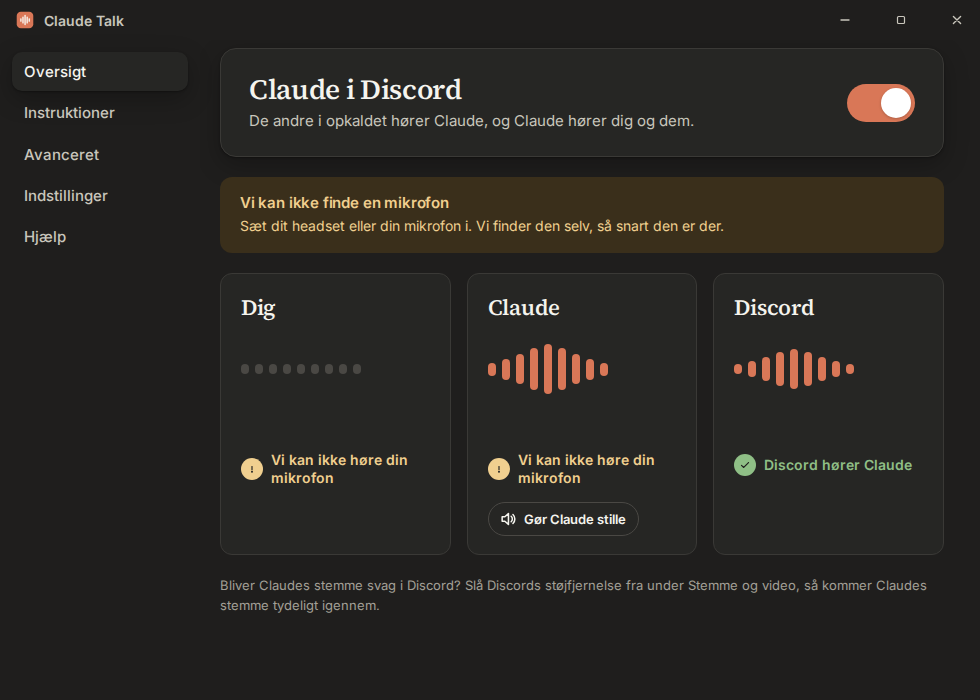 Claude Talk
Oversigt
Instruktioner
Avanceret
Indstillinger
Hjælp
Claude i Discord
De andre i opkaldet hører Claude, og Claude hører dig og dem.
Vi kan ikke finde en mikrofon
Sæt dit headset eller din mikrofon i. Vi finder den selv, så snart den er der.
Dig
Vi kan ikke høre din
mikrofon
Claude
Vi kan ikke høre din
mikrofon
Gør Claude stille
Discord
Discord hører Claude
Bliver Claudes stemme svag i Discord? Slå Discords støjfjernelse fra under Stemme og video, så kommer Claudes
stemme tydeligt igennem.